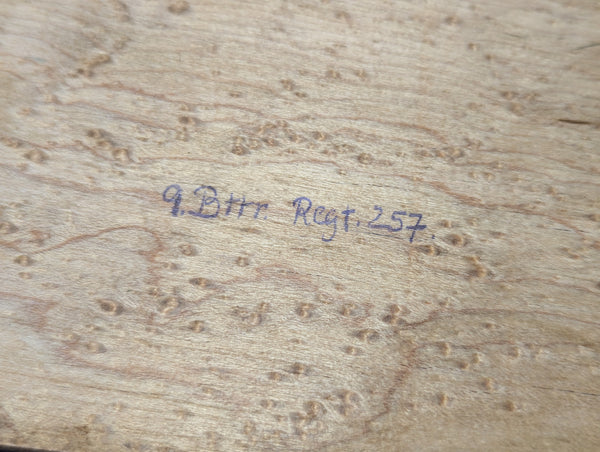 9. Bttr. Regt. 257.